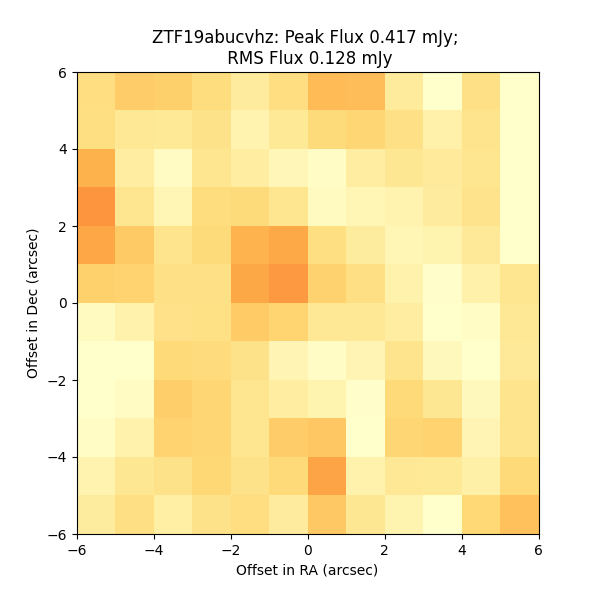 ZTF19abucvhz: Peak Flux 0.417 mJy;
RMS Flux 0.128 mJy
6
4
2
0
−2
−4
−6
Offset in Dec (arcsec)
−6 −4 −2 0 2 4 6
Offset in RA (arcsec)